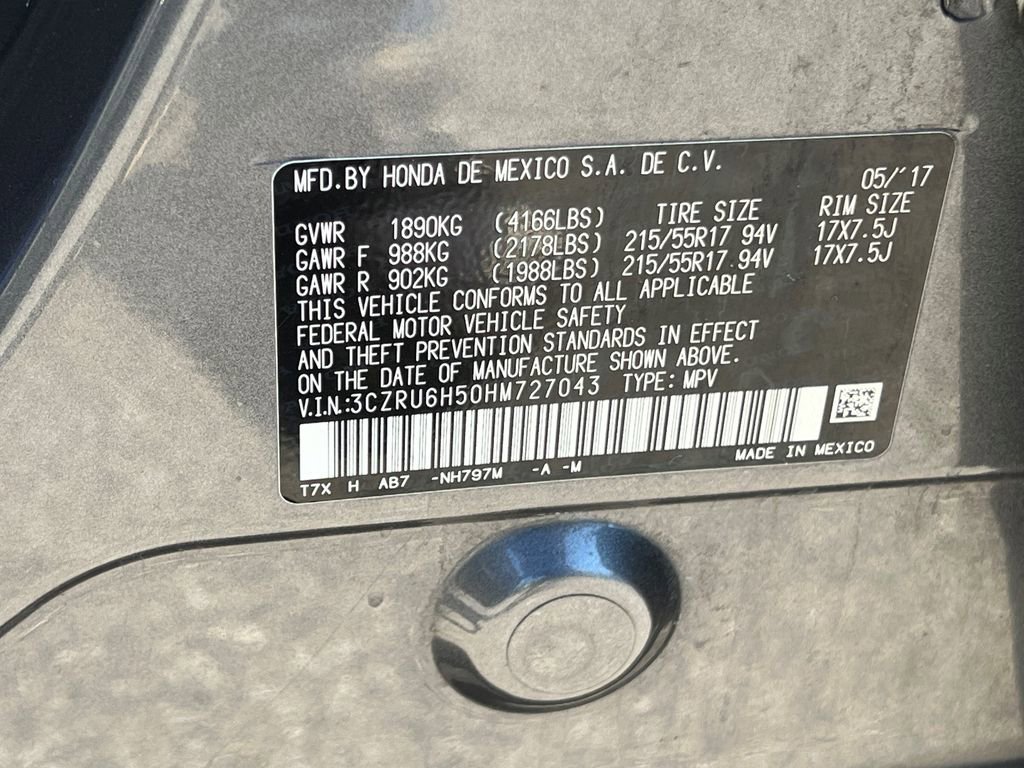 MFD.BY HONDA DE MEXICO S.A. DE C.V. 05/'17
GVWR 1890KG (4166LBS) TIRE SIZE RIM SIZE
GAWR F 988KG (2178LBS) 215/55R17 94V 17X7.5J
GAWR R 902KG (1988LBS) 215/55R17 94V 17X7.5J
THIS VEHICLE CONFORMS TO ALL APPLICABLE
FEDERAL MOTOR VEHICLE SAFETY
AND THEFT PREVENTION STANDARDS IN EFFECT
ON THE DATE OF MANUFACTURE SHOWN ABOVE.
V.I.N.:3CZRU6H50HM727043 TYPE: MPV
T7X H AB7 -NH797M -A -M MADE IN MEXICO